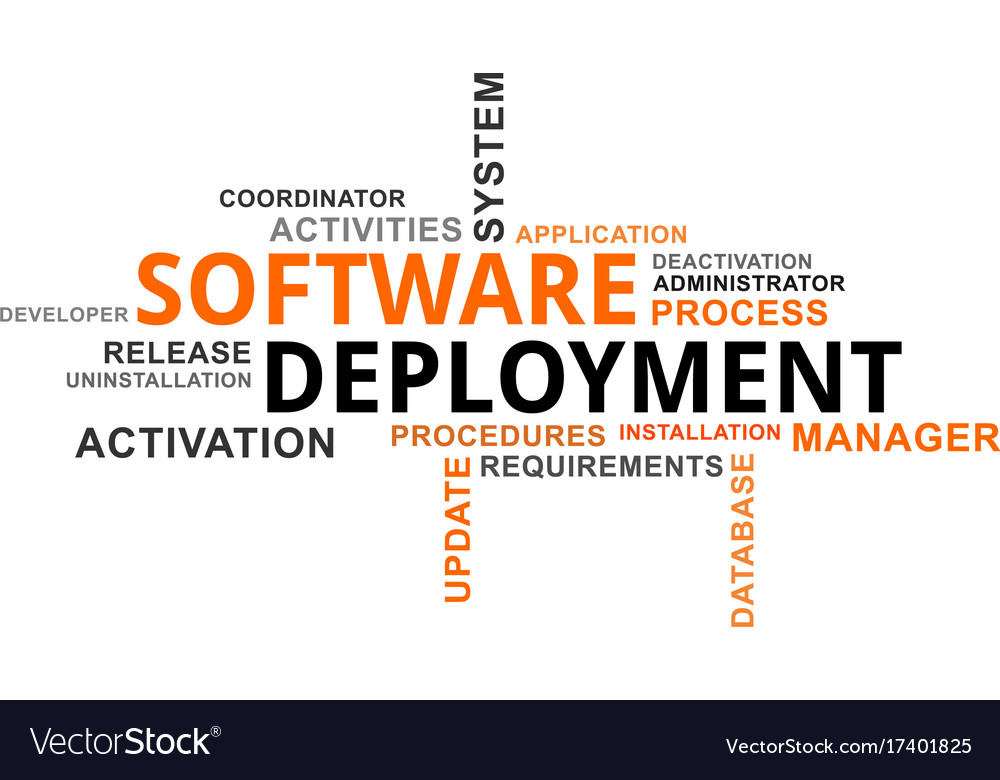 SYSTEM
COORDINATOR
ACTIVITIES
APPLICATION
SOFTWARE
DEACTIVATION
ADMINISTRATOR
PROCESS
DEVELOPER
RELEASE
UNINSTALLATION
DEPLOYMENT
ACTIVATION
PROCEDURES
INSTALLATION
MANAGER
REQUIREMENTS
UPDATE
DATABASE
VectorStock®
VectorStock.com/17401825